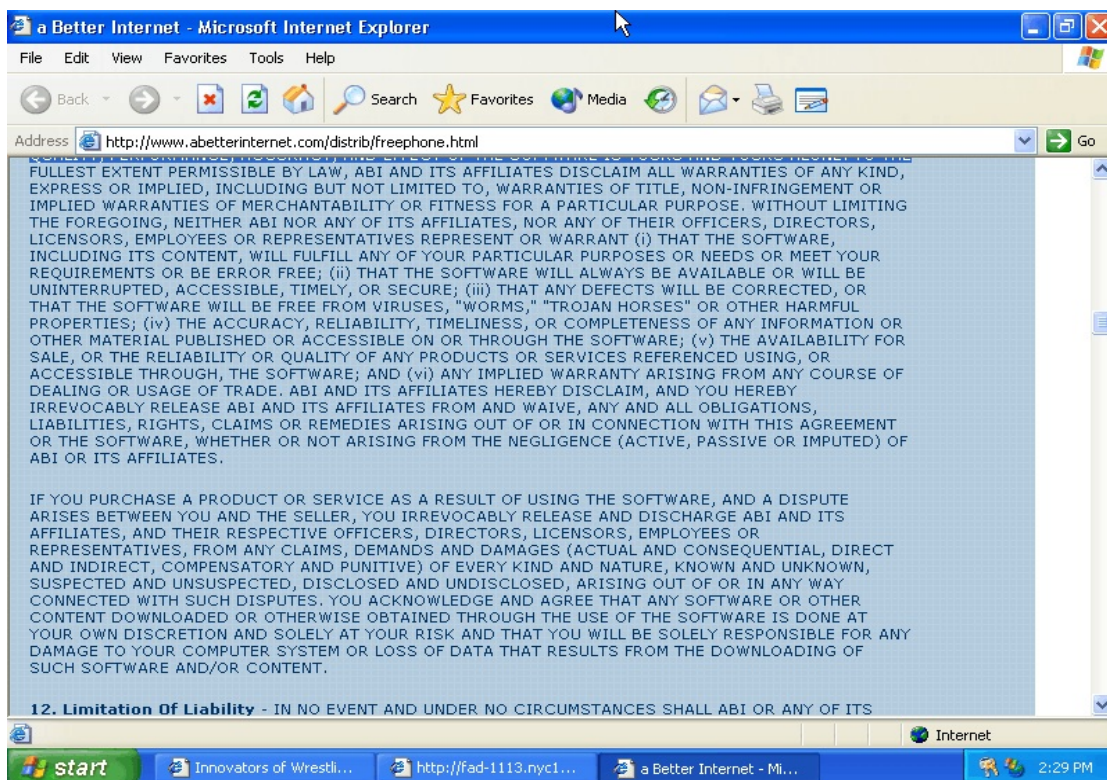 a Better Internet - Microsoft Internet Explorer
File Edit View Favorites Tools Help
Back Search Favorites Media
Address http://www.abetterinternet.com/distrib/freephone.html Go
FULLEST EXTENT PERMISSIBLE BY LAW, ABI AND ITS AFFILIATES DISCLAIM ALL WARRANTIES OF ANY KIND,
EXPRESS OR IMPLIED, INCLUDING BUT NOT LIMITED TO, WARRANTIES OF TITLE, NON-INFRINGEMENT OR
IMPLIED WARRANTIES OF MERCHANTABILITY OR FITNESS FOR A PARTICULAR PURPOSE. WITHOUT LIMITING
THE FOREGOING, NEITHER ABI NOR ANY OF ITS AFFILIATES, NOR ANY OF THEIR OFFICERS, DIRECTORS,
LICENSORS, EMPLOYEES OR REPRESENTATIVES REPRESENT OR WARRANT (i) THAT THE SOFTWARE,
INCLUDING ITS CONTENT, WILL FULFILL ANY OF YOUR PARTICULAR PURPOSES OR NEEDS OR MEET YOUR
REQUIREMENTS OR BE ERROR FREE; (ii) THAT THE SOFTWARE WILL ALWAYS BE AVAILABLE OR WILL BE
UNINTERRUPTED, ACCESSIBLE, TIMELY, OR SECURE; (iii) THAT ANY DEFECTS WILL BE CORRECTED, OR
THAT THE SOFTWARE WILL BE FREE FROM VIRUSES, "WORMS," "TROJAN HORSES" OR OTHER HARMFUL
PROPERTIES; (iv) THE ACCURACY, RELIABILITY, TIMELINESS, OR COMPLETENESS OF ANY INFORMATION OR
OTHER MATERIAL PUBLISHED OR ACCESSIBLE ON OR THROUGH THE SOFTWARE; (v) THE AVAILABILITY FOR
SALE, OR THE RELIABILITY OR QUALITY OF ANY PRODUCTS OR SERVICES REFERENCED USING, OR
ACCESSIBLE THROUGH, THE SOFTWARE; AND (vi) ANY IMPLIED WARRANTY ARISING FROM ANY COURSE OF
DEALING OR USAGE OF TRADE. ABI AND ITS AFFILIATES HEREBY DISCLAIM, AND YOU HEREBY
IRREVOCABLY RELEASE ABI AND ITS AFFILIATES FROM AND WAIVE, ANY AND ALL OBLIGATIONS,
LIABILITIES, RIGHTS, CLAIMS OR REMEDIES ARISING OUT OF OR IN CONNECTION WITH THIS AGREEMENT
OR THE SOFTWARE, WHETHER OR NOT ARISING FROM THE NEGLIGENCE (ACTIVE, PASSIVE OR IMPUTED) OF
ABI OR ITS AFFILIATES.
IF YOU PURCHASE A PRODUCT OR SERVICE AS A RESULT OF USING THE SOFTWARE, AND A DISPUTE
ARISES BETWEEN YOU AND THE SELLER, YOU IRREVOCABLY RELEASE AND DISCHARGE ABI AND ITS
AFFILIATES, AND THEIR RESPECTIVE OFFICERS, DIRECTORS, LICENSORS, EMPLOYEES OR
REPRESENTATIVES, FROM ANY CLAIMS, DEMANDS AND DAMAGES (ACTUAL AND CONSEQUENTIAL, DIRECT
AND INDIRECT, COMPENSATORY AND PUNITIVE) OF EVERY KIND AND NATURE, KNOWN AND UNKNOWN,
SUSPECTED AND UNSUSPECTED, DISCLOSED AND UNDISCLOSED, ARISING OUT OF OR IN ANY WAY
CONNECTED WITH SUCH DISPUTES. YOU ACKNOWLEDGE AND AGREE THAT ANY SOFTWARE OR OTHER
CONTENT DOWNLOADED OR OTHERWISE OBTAINED THROUGH THE USE OF THE SOFTWARE IS DONE AT
YOUR OWN DISCRETION AND SOLELY AT YOUR RISK AND THAT YOU WILL BE SOLELY RESPONSIBLE FOR ANY
DAMAGE TO YOUR COMPUTER SYSTEM OR LOSS OF DATA THAT RESULTS FROM THE DOWNLOADING OF
SUCH SOFTWARE AND/OR CONTENT.
12. Limitation Of Liability - IN NO EVENT AND UNDER NO CIRCUMSTANCES SHALL ABI OR ANY OF ITS
Internet
start Innovators of Wrestli... http://fad-1113.nyc1... a Better Internet - Mi... 2:29 PM